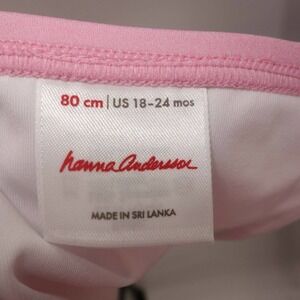 80 cm | US 18-24 mos
hanna andersson
MADE IN SRI LANKA